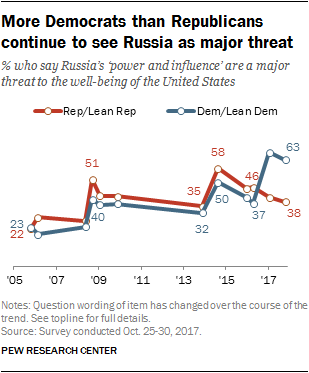 More Democrats than Republicans
continue to see Russia as major threat
% who say Russia's 'power and influence' are a major
threat to the well-being of the United States
Rep/Lean Rep Dem/Lean Dem
58 63
51
46
35
50
23 40 37 38
22 32
'05 '07 '09 '11 '13 '15 '17
Notes: Question wording of item has changed over the course of the
trend. See topline for full details.
Source: Survey conducted Oct. 25-30, 2017.
PEW RESEARCH CENTER